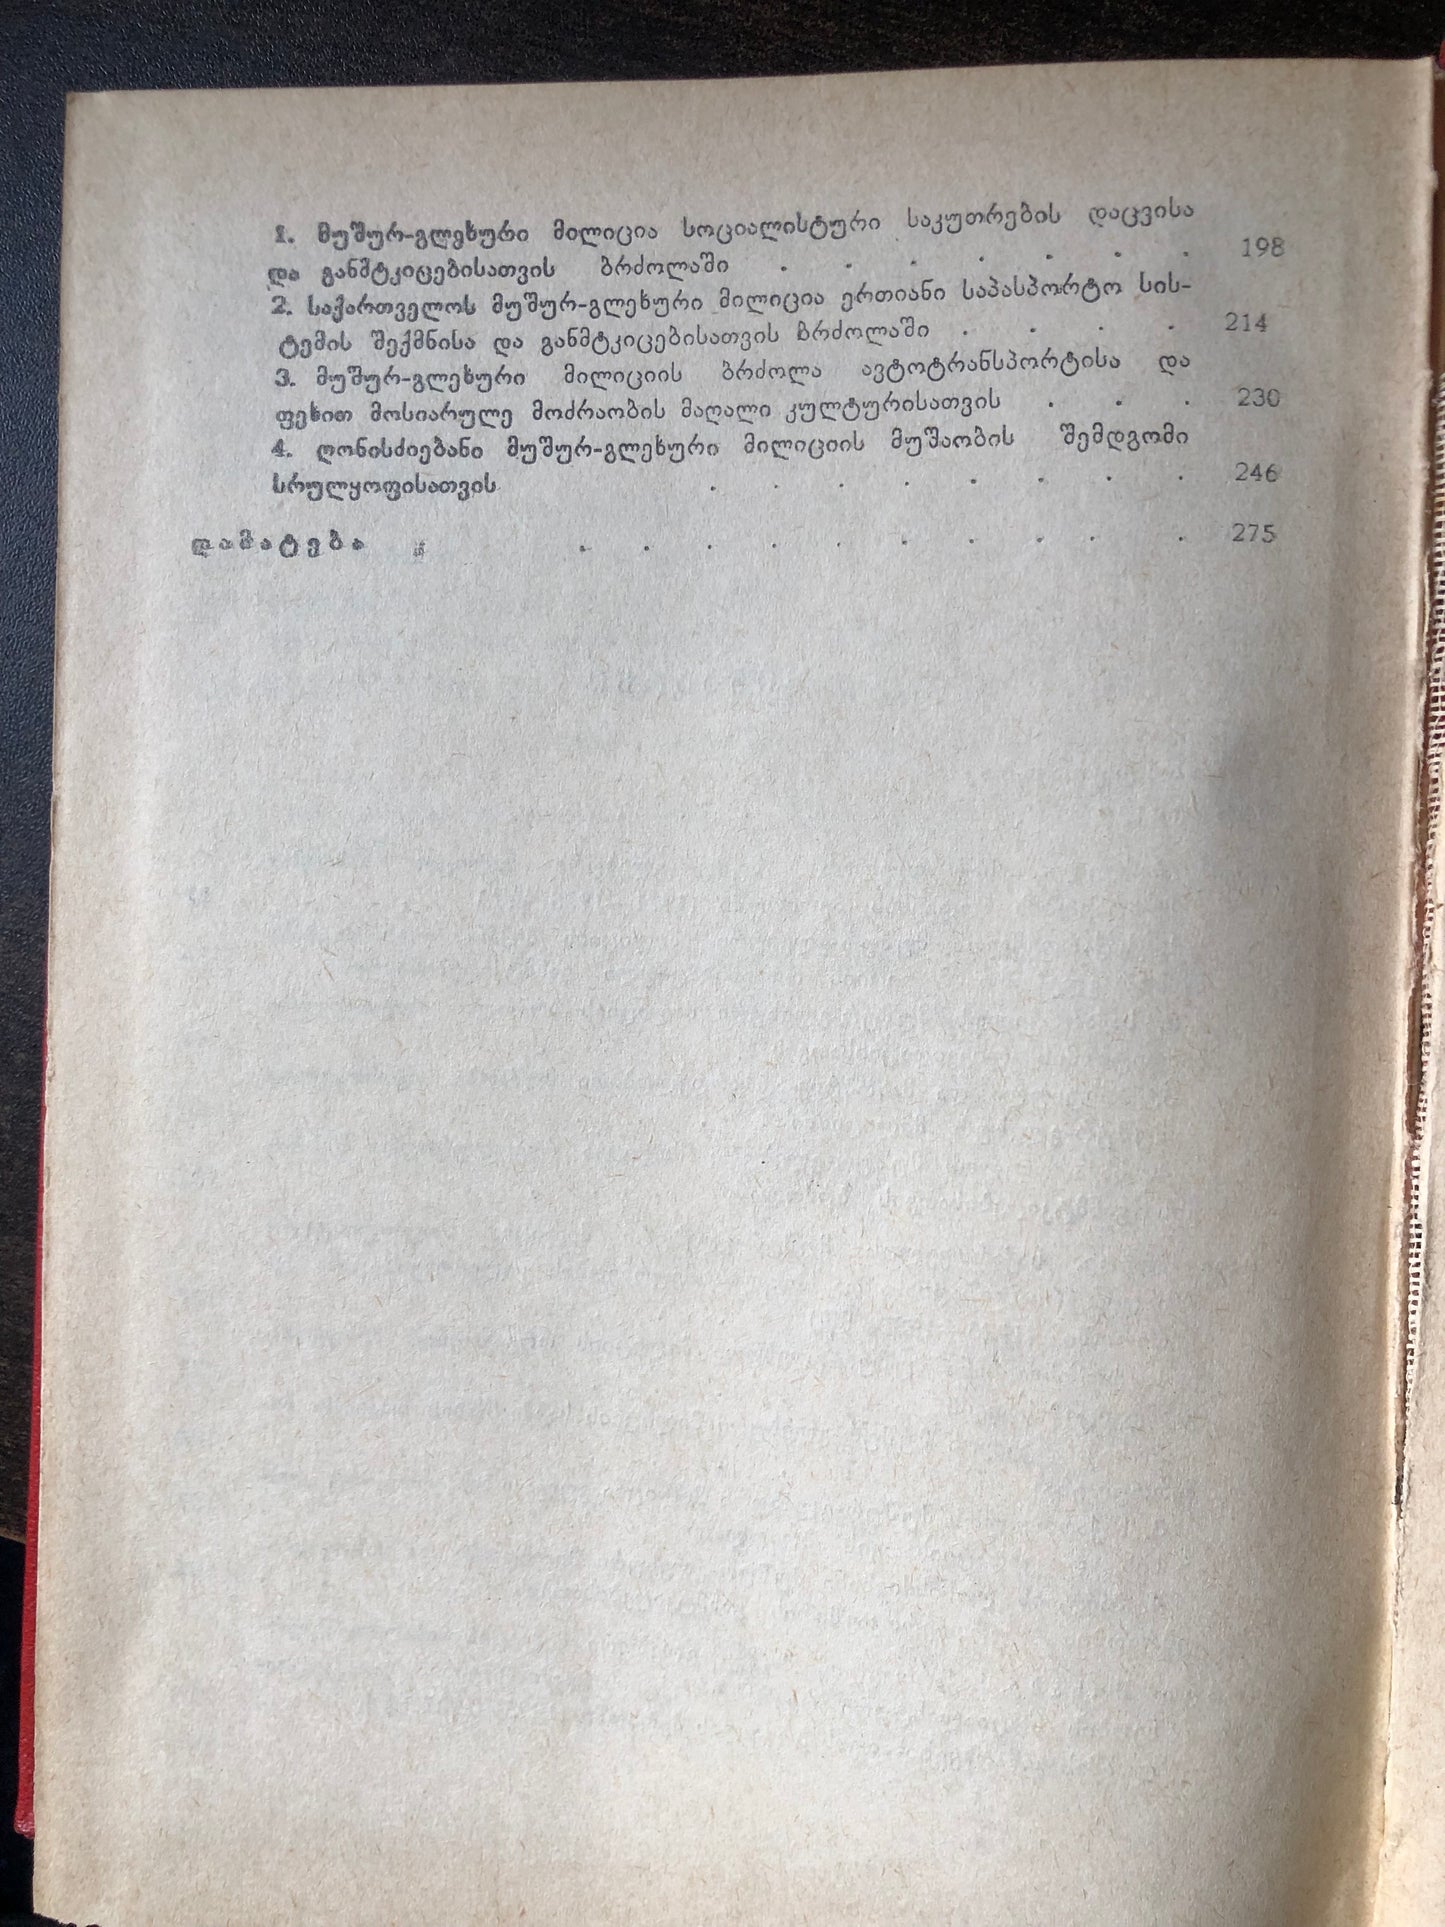 1. მუშურ-გლეხური მილიცია სოციალისტური საკუთრების დაცვისა
და განმტკიცებისათვის ბრძოლაში . . . . . . . 198
2. საქართველოს მუშურ-გლეხური მილიცია ერთიანი საპასპორტო სის-
ტემის შექმნისა და განმტკიცებისათვის ბრძოლაში . . . . 214
3. მუშურ-გლეხური მილიციის ბრძოლა ავტოტრანსპორტისა და
ფეხით მოსიარულე მოძრაობის მაღალი კულტურისათვის . . . 230
4. ღონისძიებანი მუშურ-გლეხური მილიციის მუშაობის შემდგომი
სრულყოფისათვის . . . . . . . . 246
დამატება . . . . . . . . . . 275